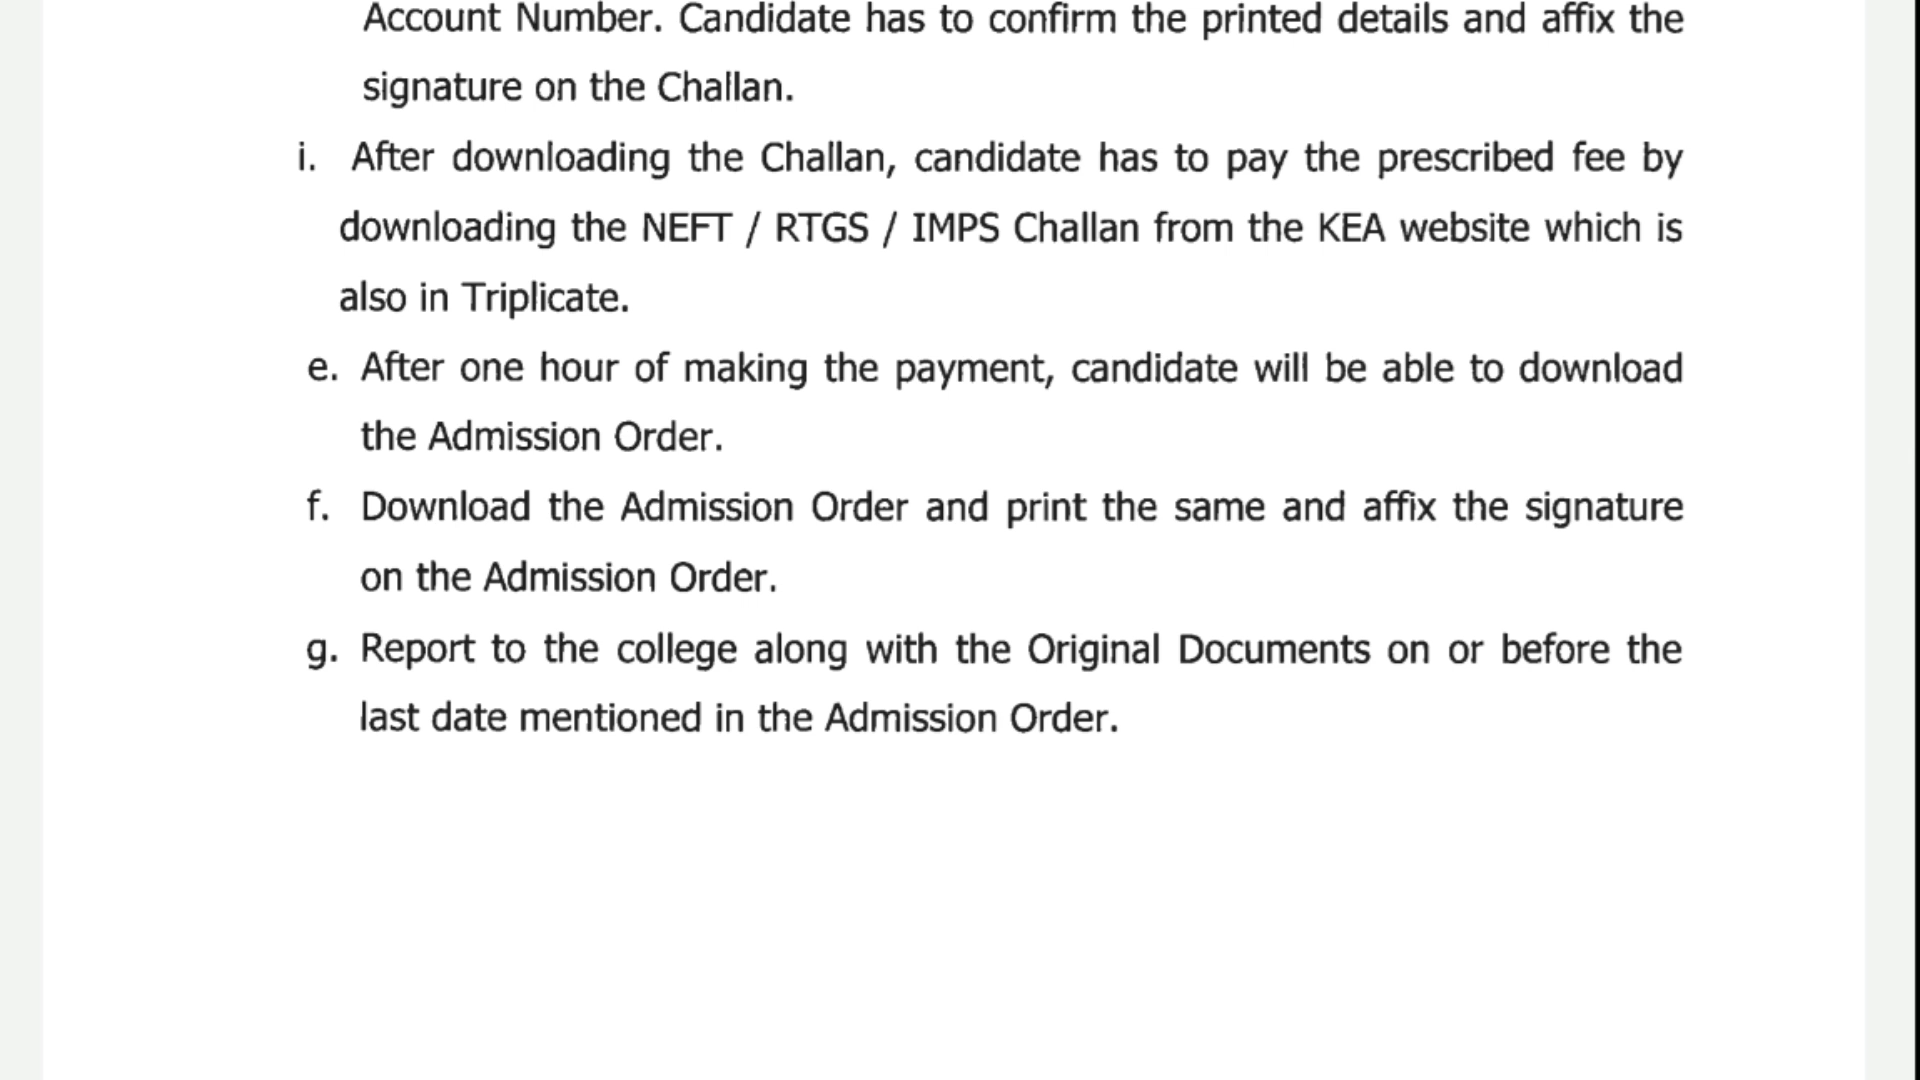 Account Number. Candidate has to confirm the printed details and affix the
signature on the Challan.
i. After downloading the Challan, candidate has to pay the prescribed fee by
downloading the NEFT / RTGS / IMPS Challan from the KEA website which is
also in Triplicate.
e. After one hour of making the payment, candidate will be able to download
the Admission Order.
f. Download the Admission Order and print the same and affix the signature
on the Admission Order.
g. Report to the college along with the Original Documents on or before the
last date mentioned in the Admission Order.